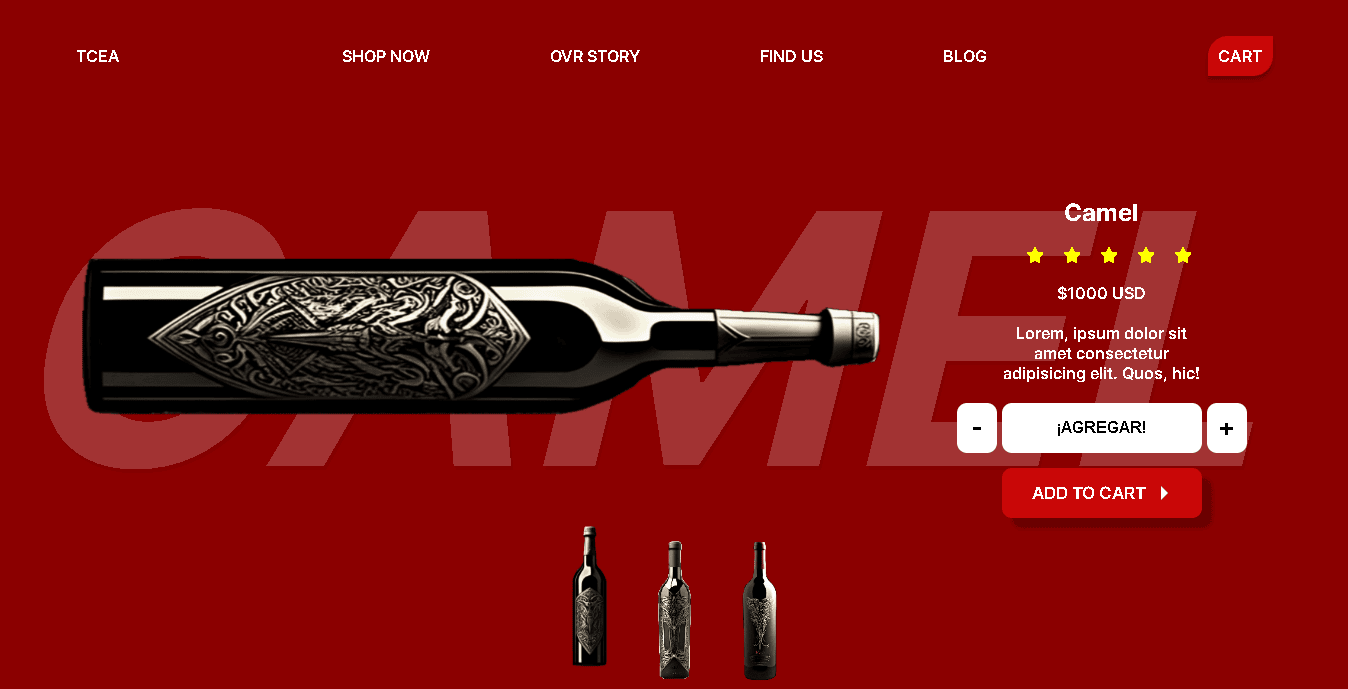 TCEA
SHOP NOW
OVR STORY
FIND US
BLOG
CART
CAMEL
Camel
$1000 USD
Lorem, ipsum dolor sit
amet consectetur
adipisicing elit. Quos, hic!
- ¡AGREGAR! +
ADD TO CART